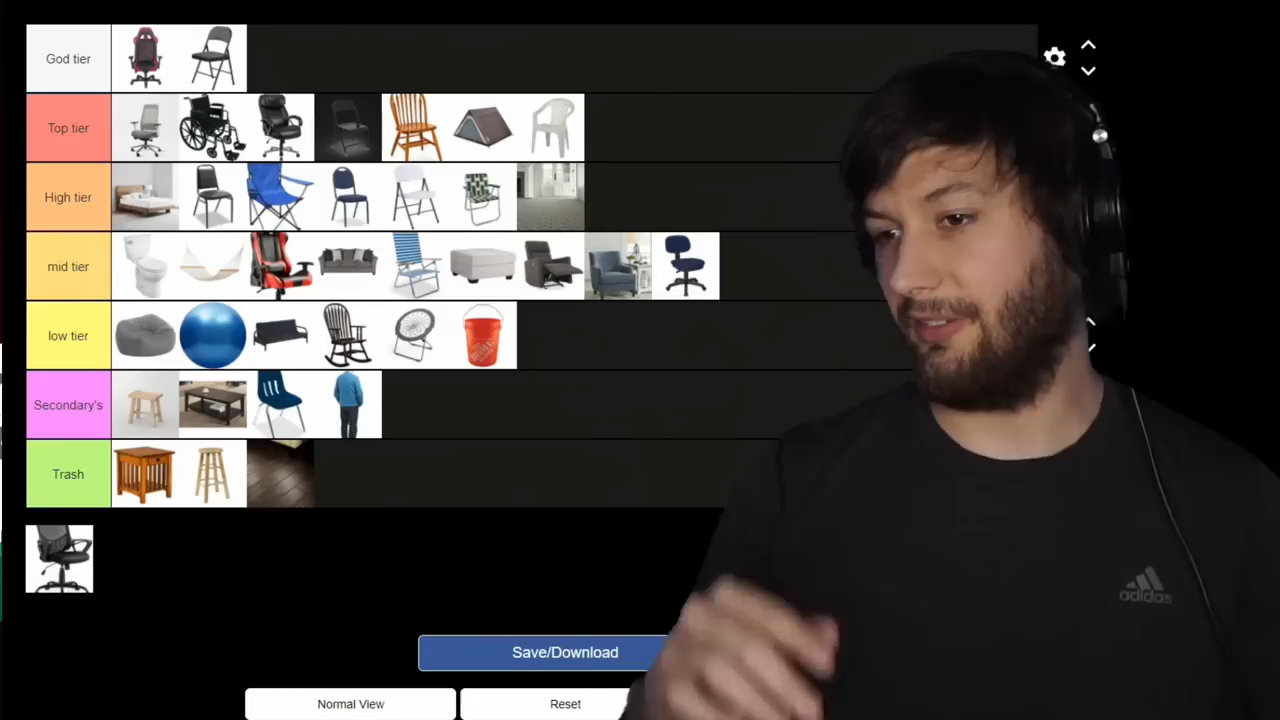 God tier
Top tier
High tier
mid tier
low tier
Secondary's
Trash
adidas
Save/Download
Normal View
Reset